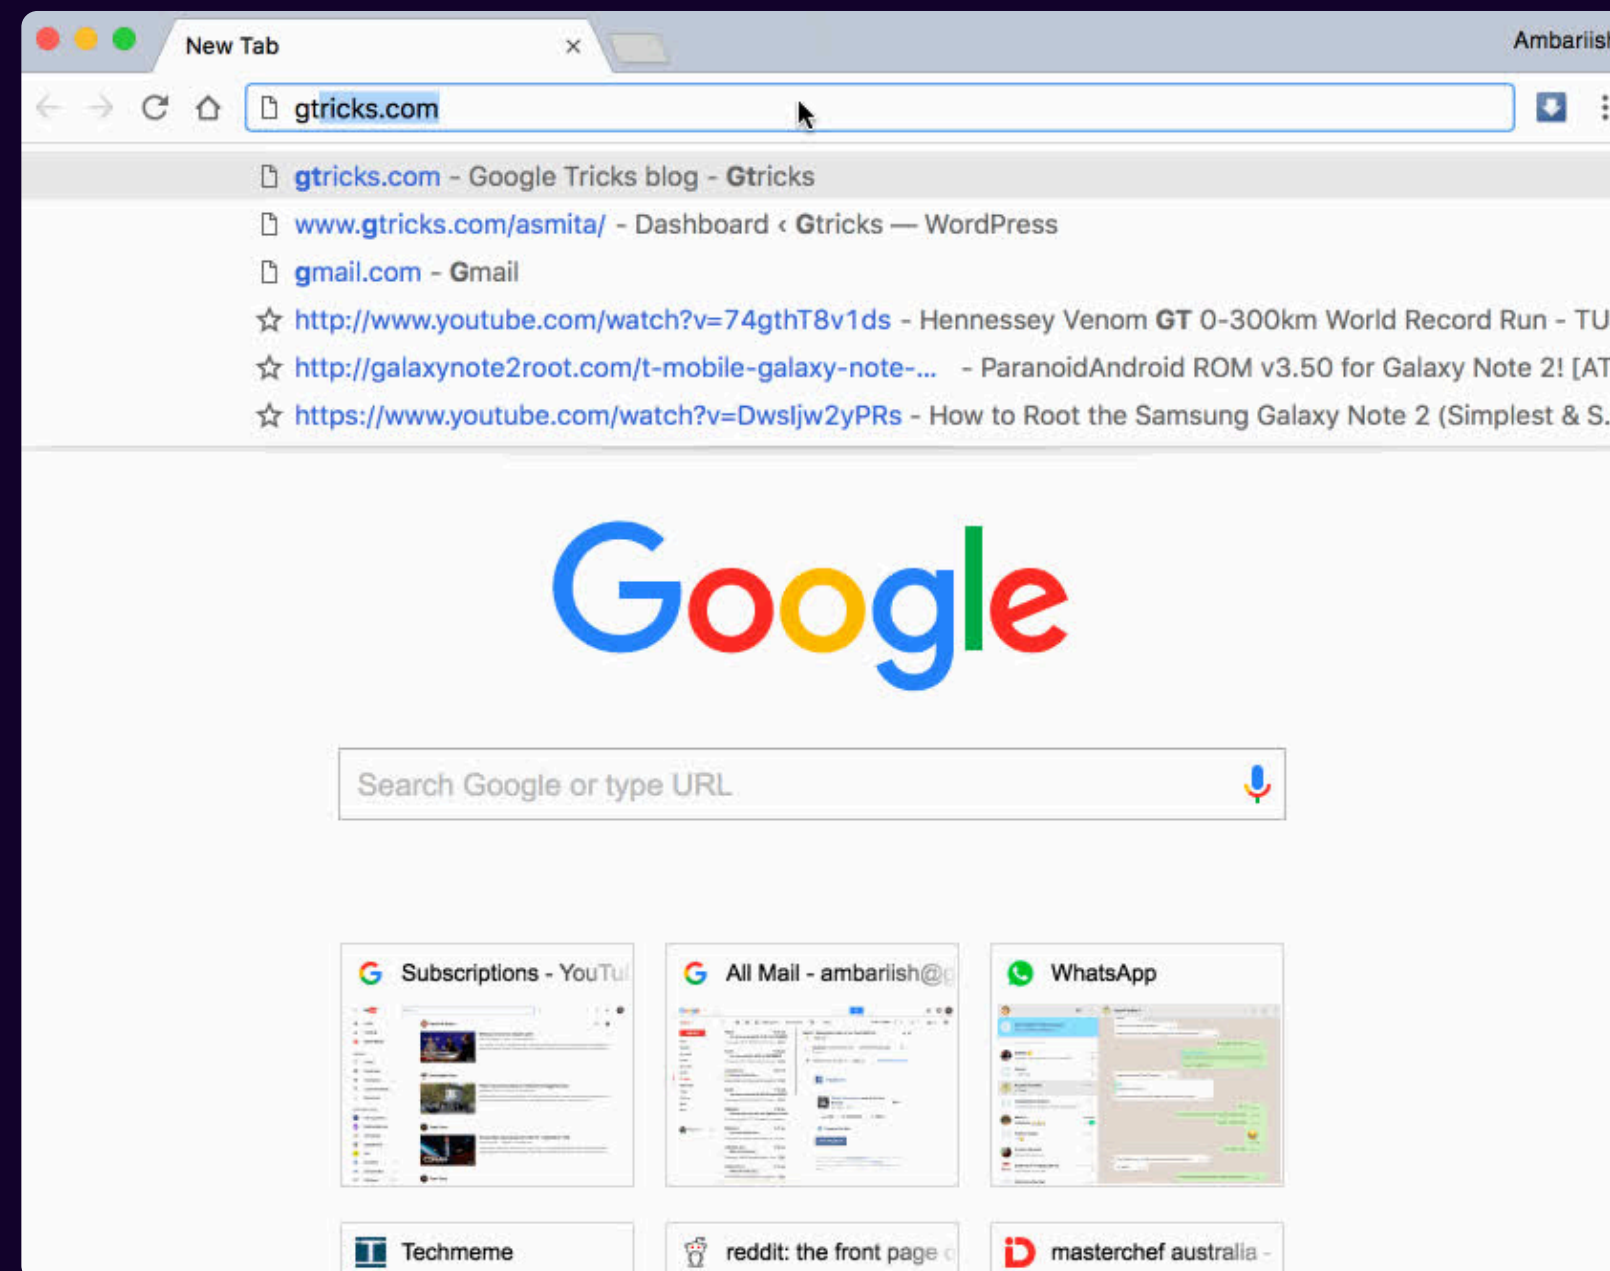 New Tab
Ambariish
gtricks.com
gtricks.com - Google Tricks blog - Gtricks
www.gtricks.com/asmita/ - Dashboard ‹ Gtricks — WordPress
gmail.com - Gmail
http://www.youtube.com/watch?v=74gthT8v1ds - Hennessey Venom GT 0-300km World Record Run - TU
http://galaxynote2root.com/t-mobile-galaxy-note-... - ParanoidAndroid ROM v3.50 for Galaxy Note 2! [AT
https://www.youtube.com/watch?v=DwsIjw2yPRs - How to Root the Samsung Galaxy Note 2 (Simplest & S.
Google
Search Google or type URL
Subscriptions - YouTu
All Mail - ambariish@g
WhatsApp
Techmeme
reddit: the front page o
masterchef australia -